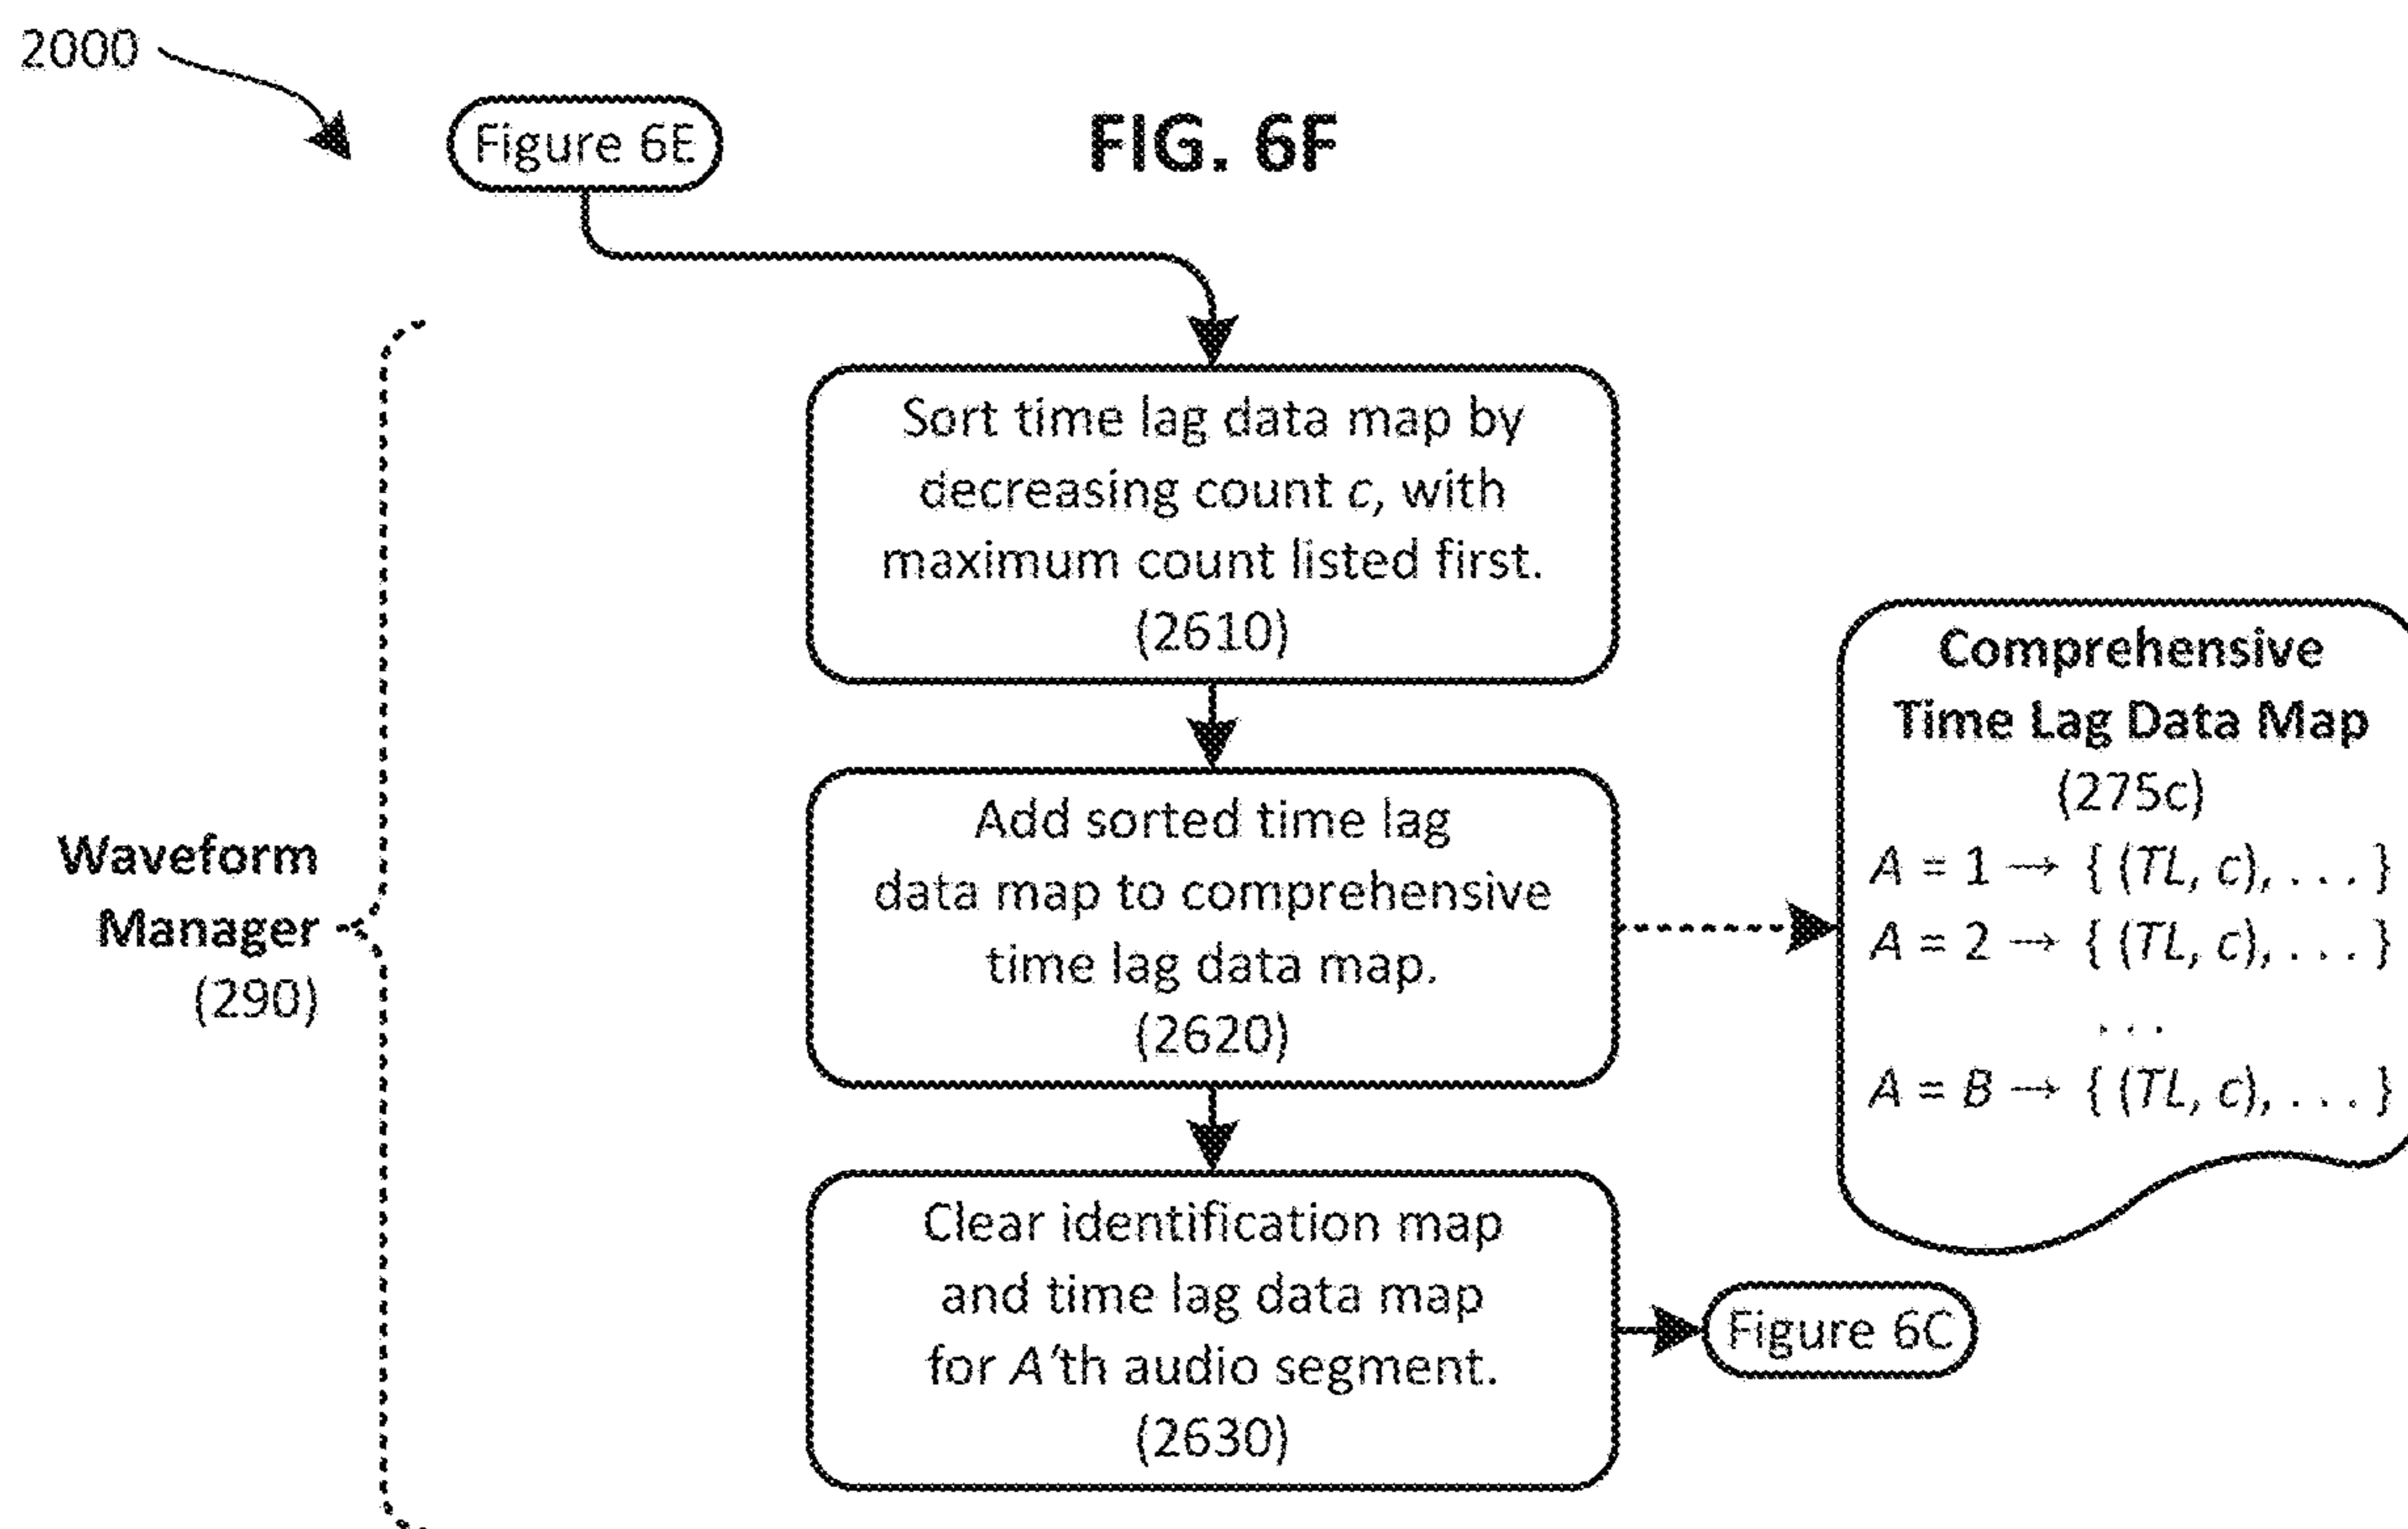 2000
Figure 6E
FIG. 6F
Sort time lag data map by
decreasing count c, with
maximum count listed first.
(2610)
Waveform
Manager
(290)
Add sorted time lag
data map to comprehensive
time lag data map.
(2620)
Comprehensive
Time Lag Data Map
(275c)
A = 1 → { (TL, c), . . . }
A = 2 → { (TL, c), . . . }
. . .
A = B → { (TL, c), . . . }
Clear identification map
and time lag data map
for A'th audio segment.
(2630)
Figure 6C